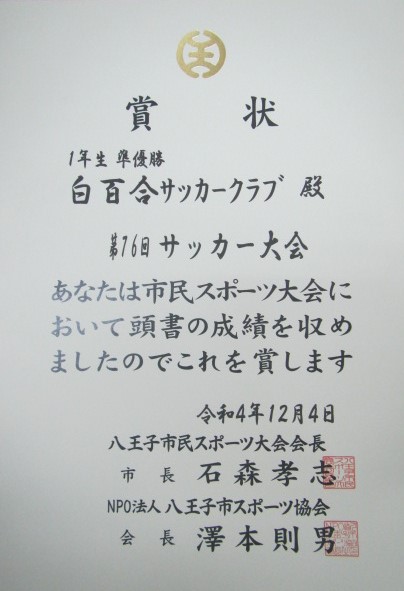 賞 状
1年生 準優勝
白百合サッカークラブ 殿
第76回 サッカー大会
あなたは市民スポーツ大会に
おいて頭書の成績を収め
ましたのでこれを賞します
令和4年12月4日
八王子市民スポーツ大会会長
市 長 石森孝志
NPO法人 八王子市スポーツ協会
会 長 澤本則男